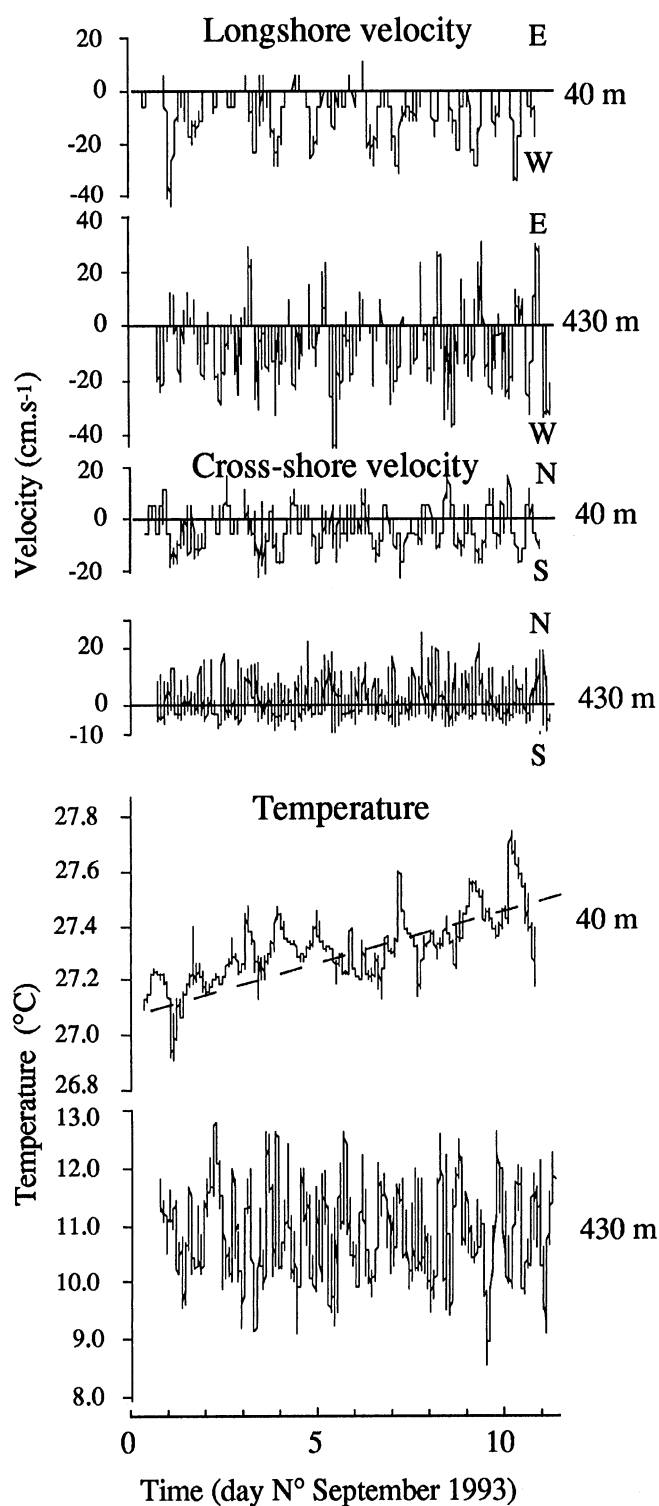 Longshore velocity
E
20
0
-20
-40
40 m
W
E
40
20
0
-20
-40
430 m
W
Velocity (cm.s-1)
Cross-shore velocity
N
20
0
-20
40 m
S
N
20
0
-10
430 m
S
Temperature
27.8
27.6
27.4
27.2
27.0
26.8
40 m
Temperature (°C)
13.0
12.0
11.0
10.0
9.0
8.0
430 m
0 5 10
Time (day N° September 1993)